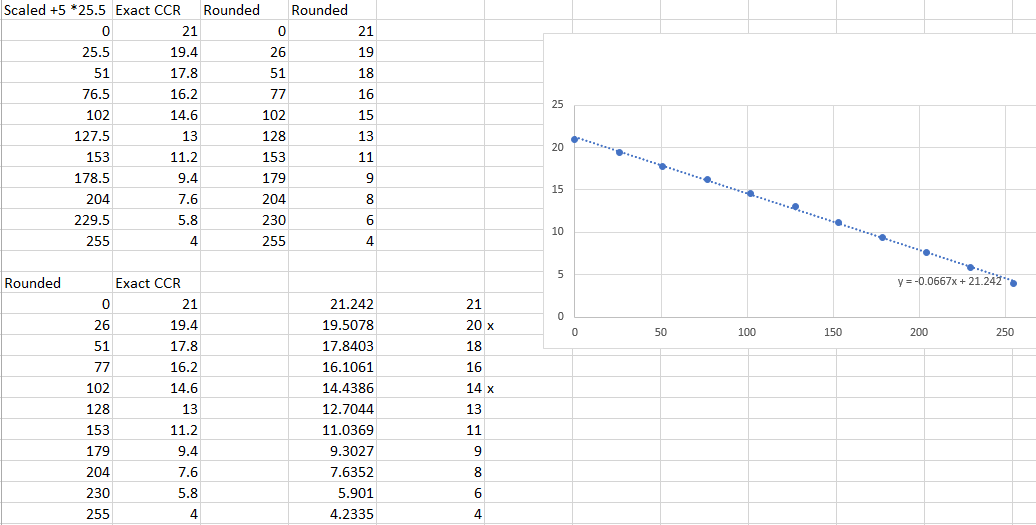 Scaled +5 *25.5 Exact CCR Rounded Rounded
0 21 0 21
25.5 19.4 26 19
51 17.8 51 18
76.5 16.2 77 16
102 14.6 102 15
127.5 13 128 13
153 11.2 153 11
178.5 9.4 179 9
204 7.6 204 8
229.5 5.8 230 6
255 4 255 4
Rounded Exact CCR
0 21 21.242 21
26 19.4 19.5078 20 x
51 17.8 17.8403 18
77 16.2 16.1061 16
102 14.6 14.4386 14 x
128 13 12.7044 13
153 11.2 11.0369 11
179 9.4 9.3027 9
204 7.6 7.6352 8
230 5.8 5.901 6
255 4 4.2335 4
25
20
15
10
5
0
y = -0.0667x + 21.242
0 50 100 150 200 250